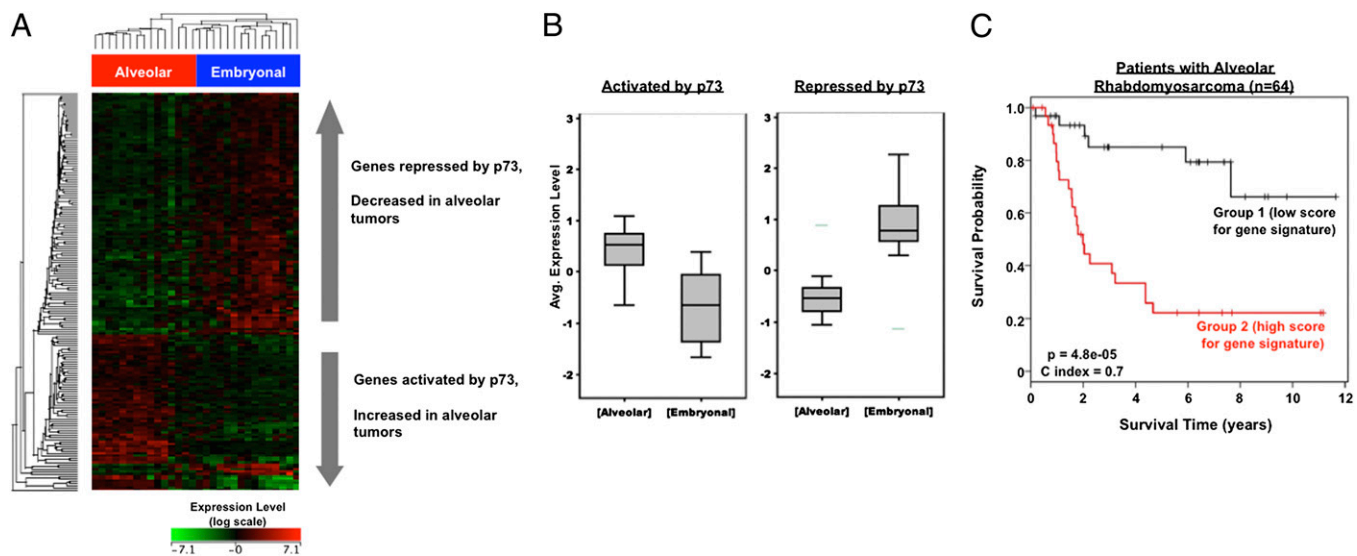 A
Alveolar
Embryonal
Genes repressed by p73,
Decreased in alveolar
tumors
Genes activated by p73,
Increased in alveolar
tumors
Expression Level
(log scale)
-7.1
-0
7.1
B
Activated by p73
Repressed by p73
Avg. Expression Level
3
2
1
0
-1
-2
3
2
1
0
-1
-2
[Alveolar]
[Embryonal]
[Alveolar]
[Embryonal]
C
Patients with Alveolar
Rhabdomyosarcoma (n=64)
Survival Probability
1.0
0.8
0.6
0.4
0.2
0
Group 1 (low score
for gene signature)
Group 2 (high score
for gene signature)
p = 4.8e-05
C index = 0.7
0
2
4
6
8
10
12
Survival Time (years)